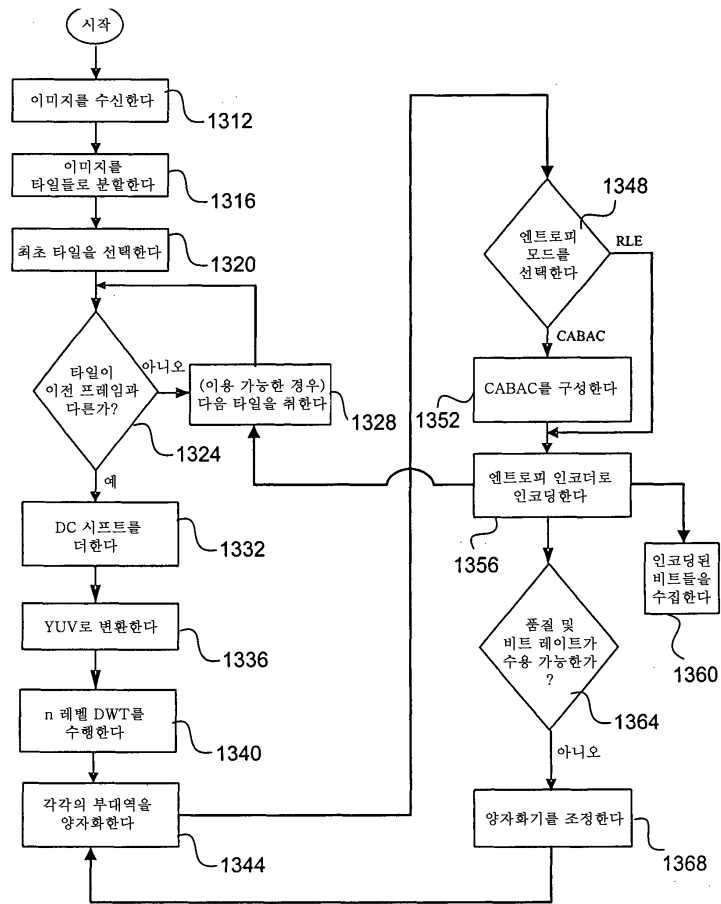 시작
이미지를 수신한다
1312
이미지를
타일들로 분할한다
1316
최초 타일을 선택한다
1320
타일이
이전 프레임과
다른가?
1324
아니오
(이용 가능한 경우)
다음 타일을 취한다
1328
예
DC 시프트를
더한다
1332
YUV로 변환한다
1336
n 레벨 DWT를
수행한다
1340
각각의 부대역을
양자화한다
1344
엔트로피
모드를
선택한다
1348
RLE
CABAC
CABAC를 구성한다
1352
엔트로피 인코더로
인코딩한다
1356
인코딩된
비트들을
수집한다
1360
품질 및
비트 레이트가
수용 가능한가
?
1364
아니오
양자화기를 조정한다
1368